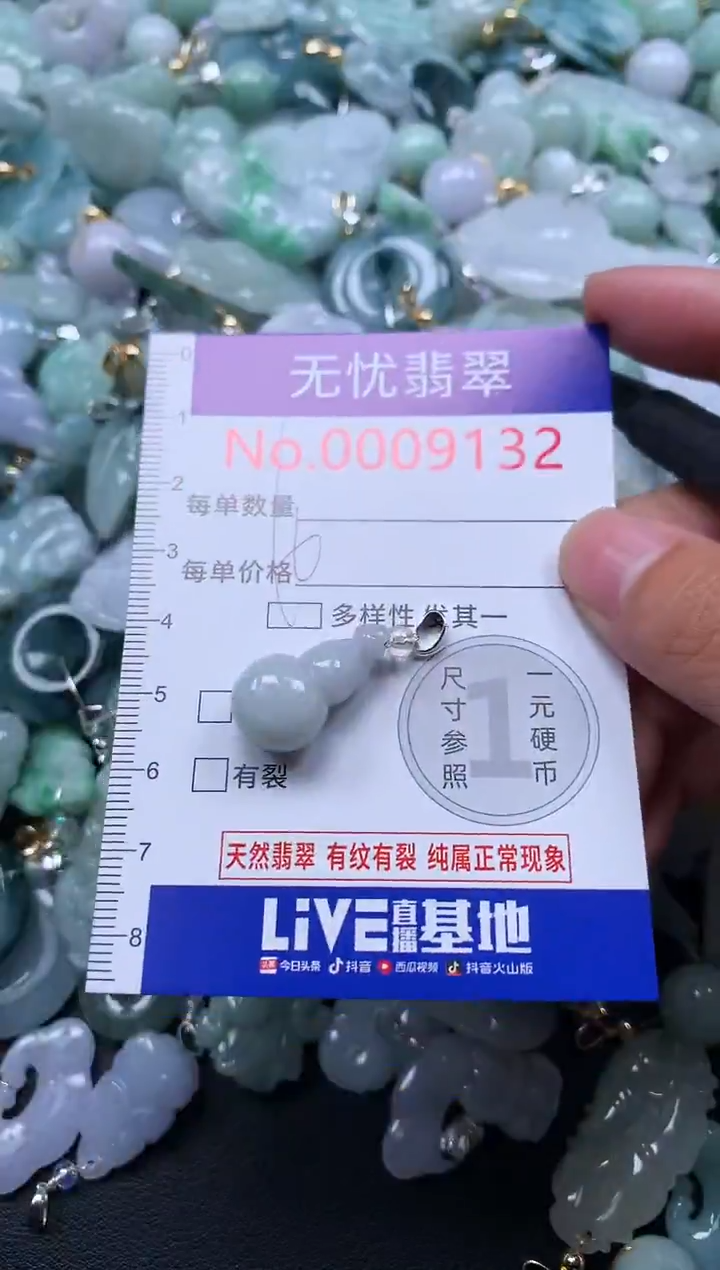 无忧翡翠
No.0009132
每单数量
每单价格
多样性 发其一
有裂
尺寸参照
1
一元硬币
天然翡翠 有纹有裂 纯属正常现象
LiVE直播基地
头条 今日头条 抖音 西瓜视频 抖音火山版
0
1
2
3
4
5
6
7
8